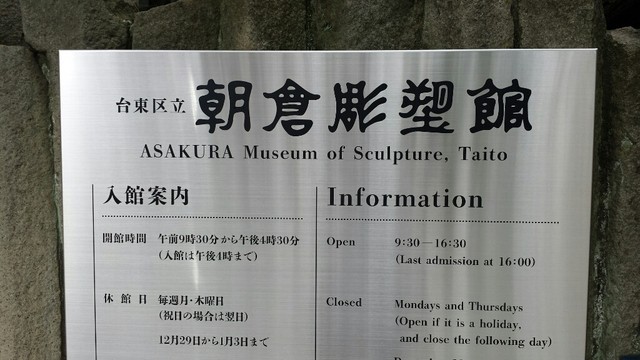 台東区立 朝倉彫塑館
ASAKURA Museum of Sculpture, Taito
入館案内
開館時間 午前9時30分から午後4時30分
(入館は午後4時まで)
休館日 毎週月・木曜日
(祝日の場合は翌日)
12月29日から1月3日まで
Information
Open 9:30 — 16:30
(Last admission at 16:00)
Closed Mondays and Thursdays
(Open if it is a holiday,
and close the following day)